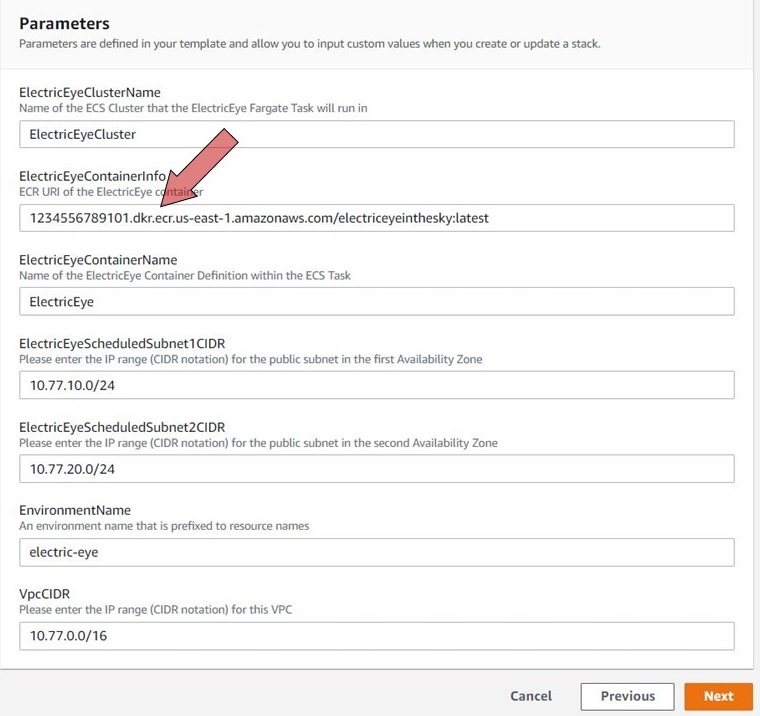 Parameters
Parameters are defined in your template and allow you to input custom values when you create or update a stack.
ElectricEyeClusterName
Name of the ECS Cluster that the ElectricEye Fargate Task will run in
ElectricEyeCluster
ElectricEyeContainerInfo
ECR URI of the ElectricEye container
1234556789101.dkr.ecr.us-east-1.amazonaws.com/electriceyeinthesky:latest
ElectricEyeContainerName
Name of the ElectricEye Container Definition within the ECS Task
ElectricEye
ElectricEyeScheduledSubnet1CIDR
Please enter the IP range (CIDR notation) for the public subnet in the first Availability Zone
10.77.10.0/24
ElectricEyeScheduledSubnet2CIDR
Please enter the IP range (CIDR notation) for the public subnet in the second Availability Zone
10.77.20.0/24
EnvironmentName
An environment name that is prefixed to resource names
electric-eye
VpcCIDR
Please enter the IP range (CIDR notation) for this VPC
10.77.0.0/16
Cancel Previous Next